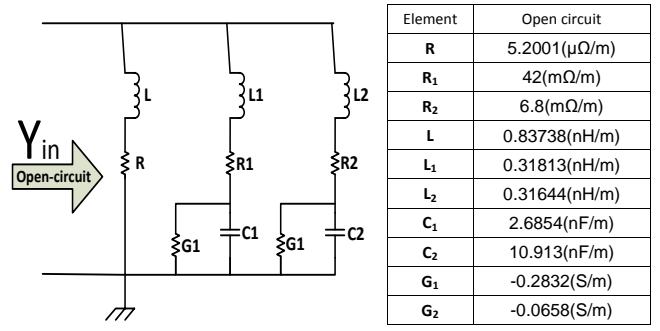 L
L1
L2
Yin
Open-circuit
R
R1
R2
G1
C1
G1
C2
Element Open circuit
R 5.2001(μΩ/m)
R₁ 42(mΩ/m)
R₂ 6.8(mΩ/m)
L 0.83738(nH/m)
L₁ 0.31813(nH/m)
L₂ 0.31644(nH/m)
C₁ 2.6854(nF/m)
C₂ 10.913(nF/m)
G₁ -0.2832(S/m)
G₂ -0.0658(S/m)